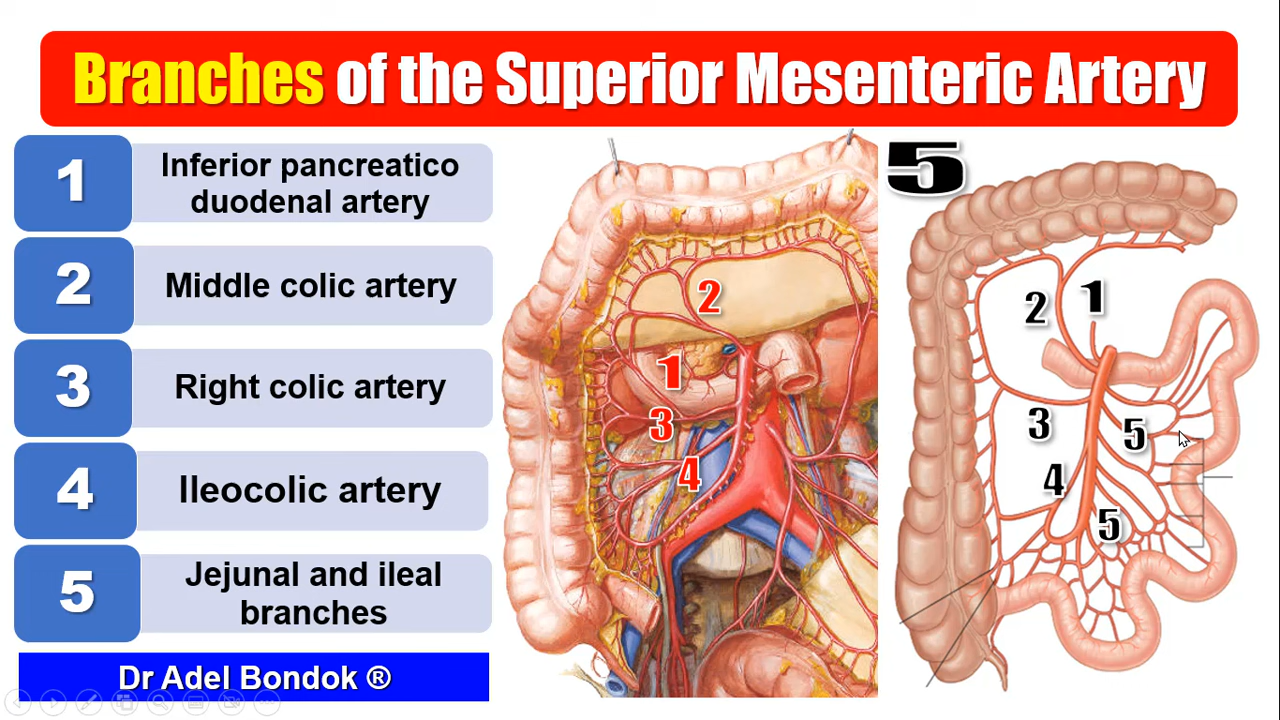 Branches of the Superior Mesenteric Artery
1
Inferior pancreatico
duodenal artery
2
Middle colic artery
3
Right colic artery
4
Ileocolic artery
5
Jejunal and ileal
branches
Dr Adel Bondok ®
2
1
3
4
5
2
1
3
5
4
5